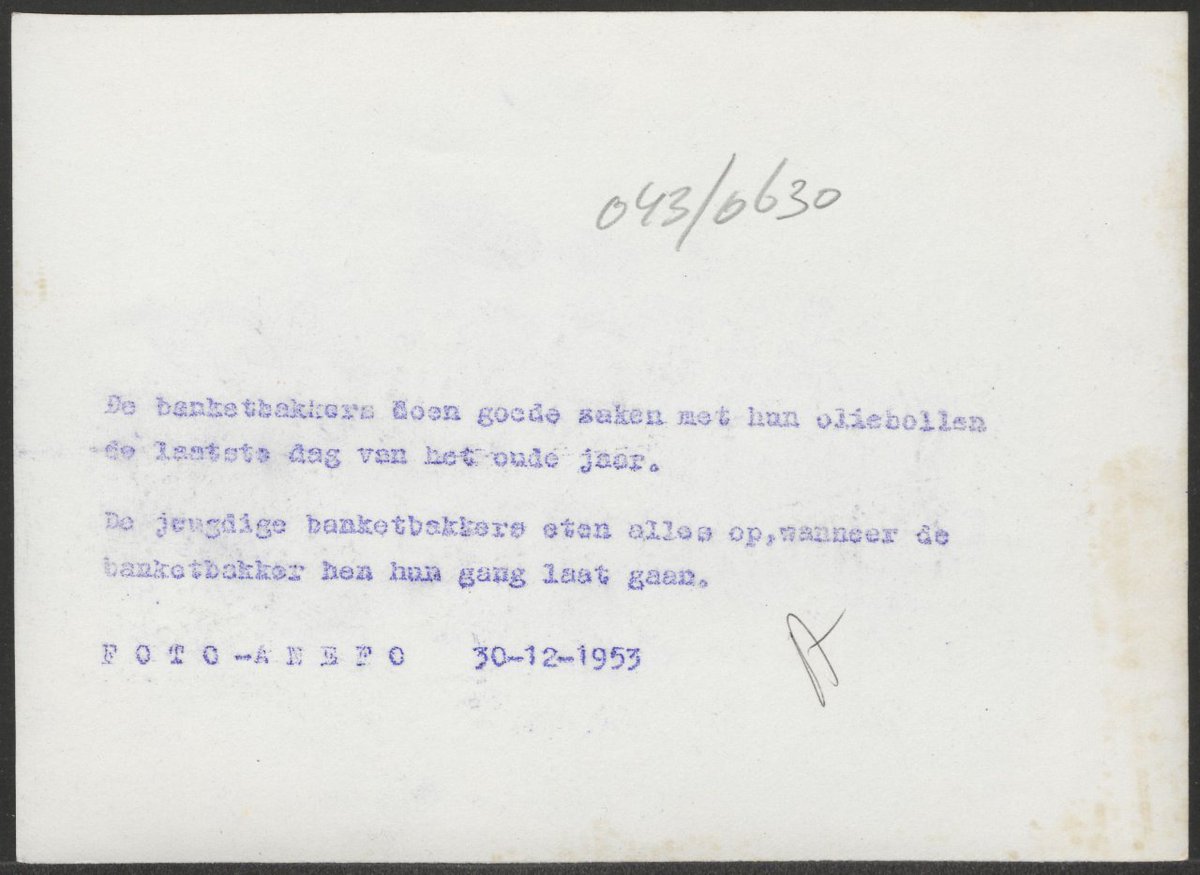 043/0630
De banketbakkers doen goede zaken met hun oliebollen
de laatste dag van het oude jaar.
De jeugdige banketbakkers eten alles op,wanneer de
banketbakker hen hun gang laat gaan.
F O T O -A N E F O 30-12-1953
A